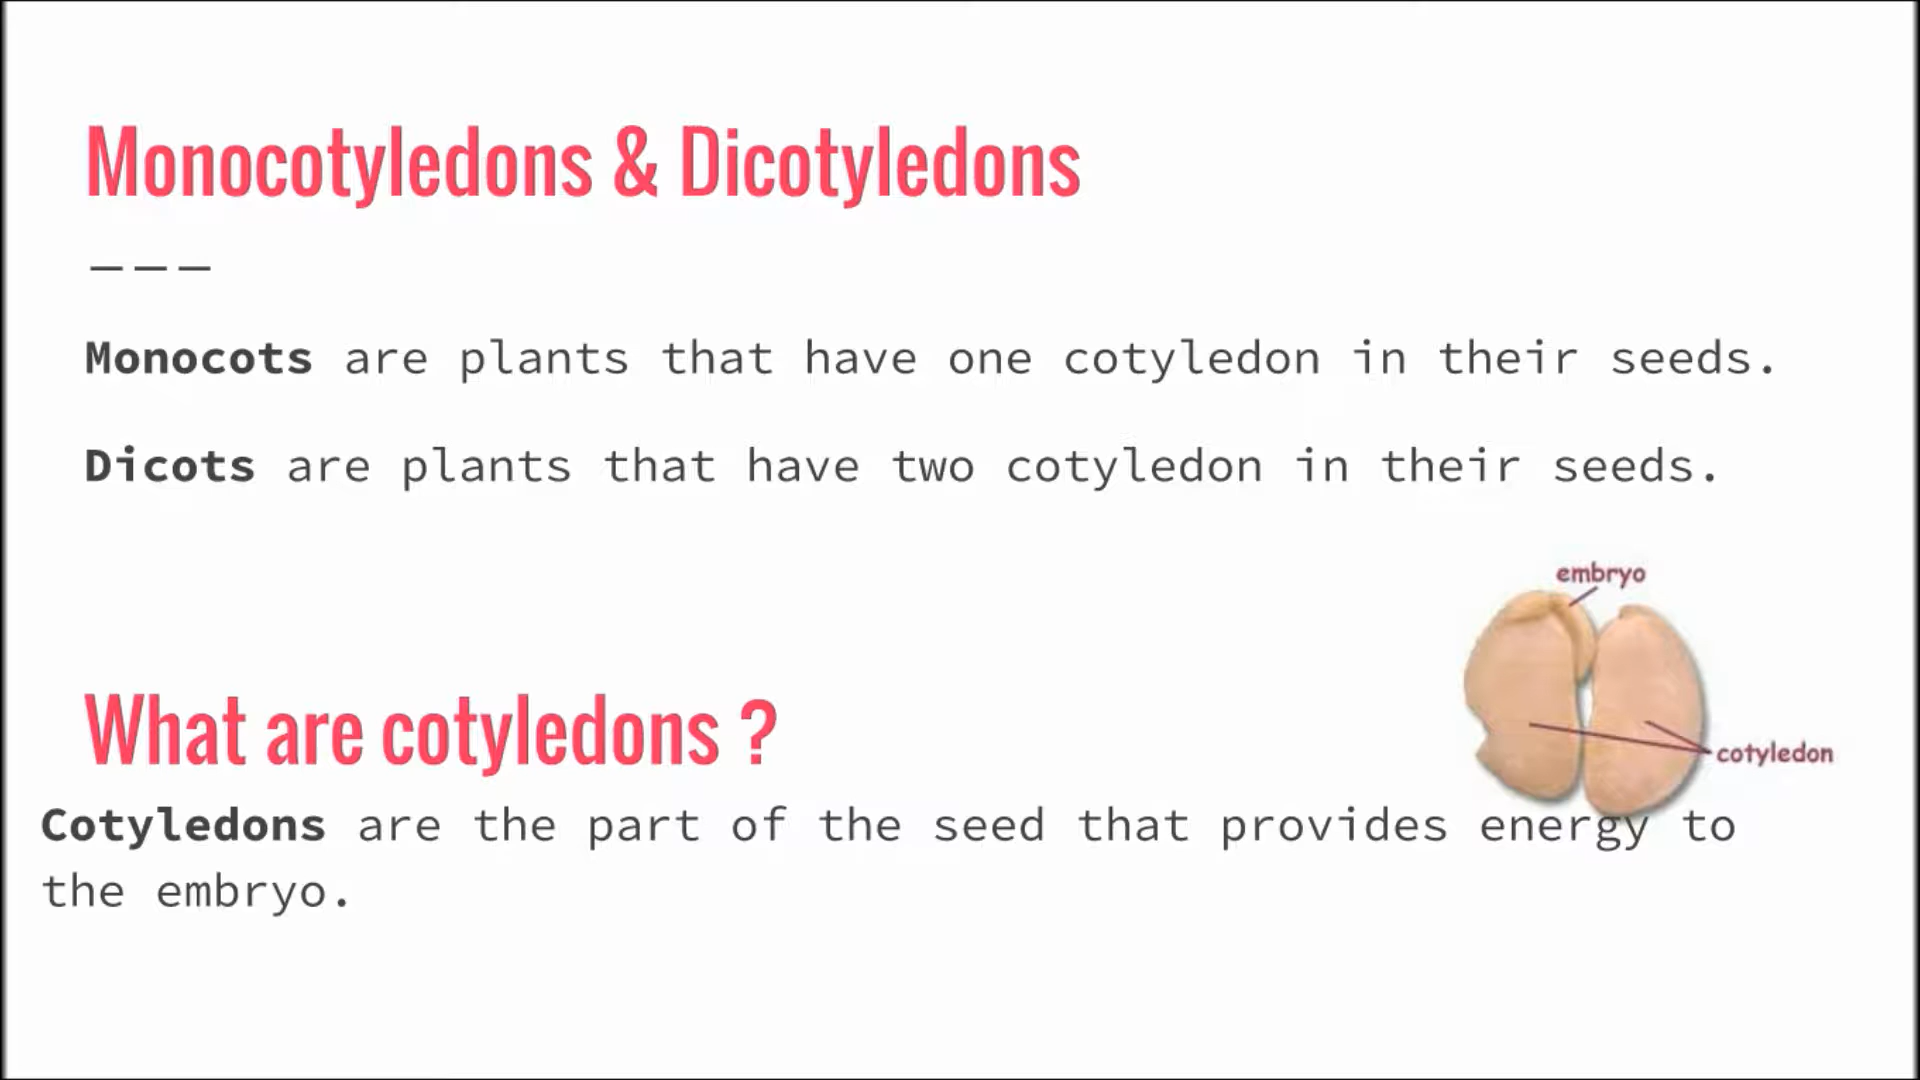 Monocotyledons & Dicotyledons
———
Monocots are plants that have one cotyledon in their seeds.
Dicots are plants that have two cotyledon in their seeds.
embryo
What are cotyledons ?
cotyledon
Cotyledons are the part of the seed that provides energy to
the embryo.